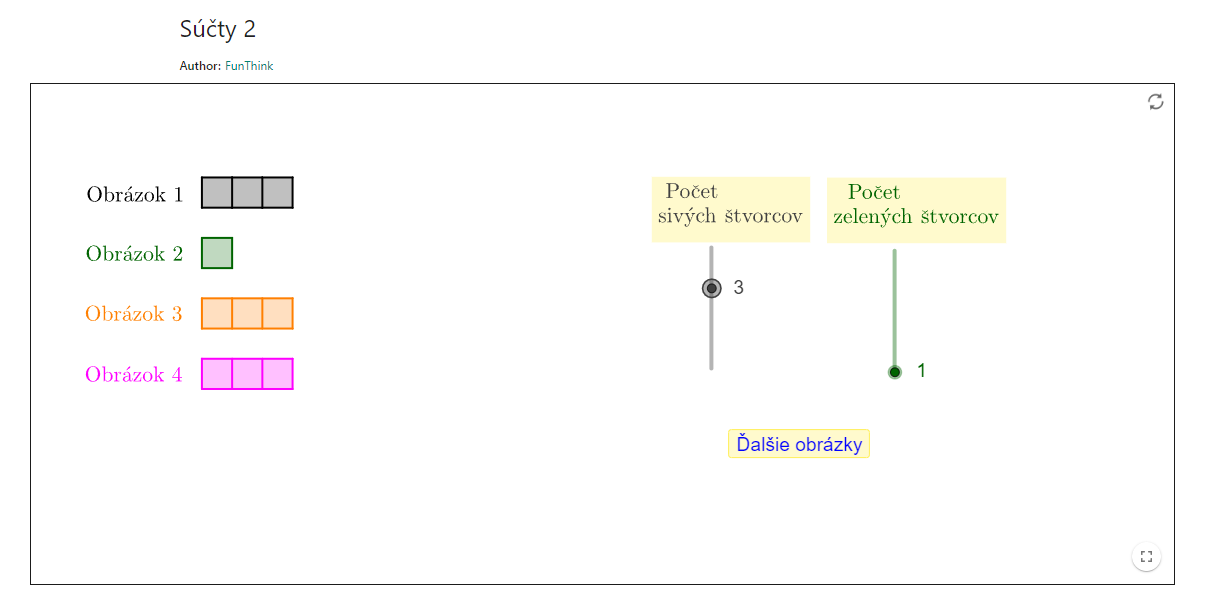 Súčty 2
Author: FunThink
Obrázok 1
Obrázok 2
Obrázok 3
Obrázok 4
Počet
sivých štvorcov
3
Počet
zelených štvorcov
1
Ďalšie obrázky